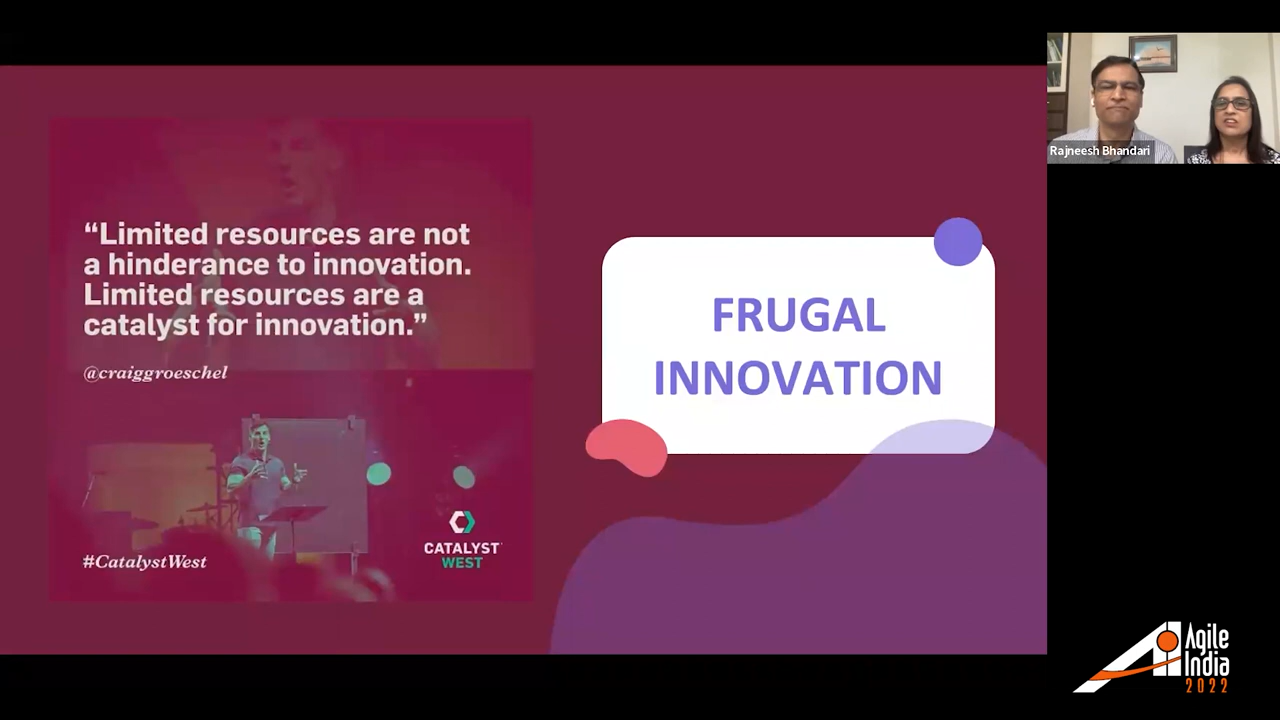 “Limited resources are not
a hinderance to innovation.
Limited resources are a
catalyst for innovation.”
@craiggroeschel
#CatalystWest
CATALYST
WEST
FRUGAL
INNOVATION
Rajneesh Bhandari
Agile
India
2022